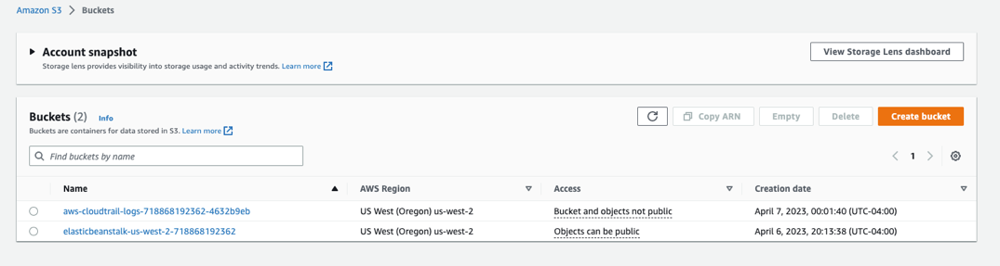 Amazon S3 > Buckets
Account snapshot
View Storage Lens dashboard
Storage lens provides visibility into storage usage and activity trends. Learn more
Buckets (2) Info
Copy ARN Empty Delete Create bucket
Buckets are containers for data stored in S3. Learn more
Find buckets by name
1
Name AWS Region Access Creation date
aws-cloudtrail-logs-718868192362-4632b9eb US West (Oregon) us-west-2 Bucket and objects not public April 7, 2023, 00:01:40 (UTC-04:00)
elasticbeanstalk-us-west-2-718868192362 US West (Oregon) us-west-2 Objects can be public April 6, 2023, 20:13:38 (UTC-04:00)